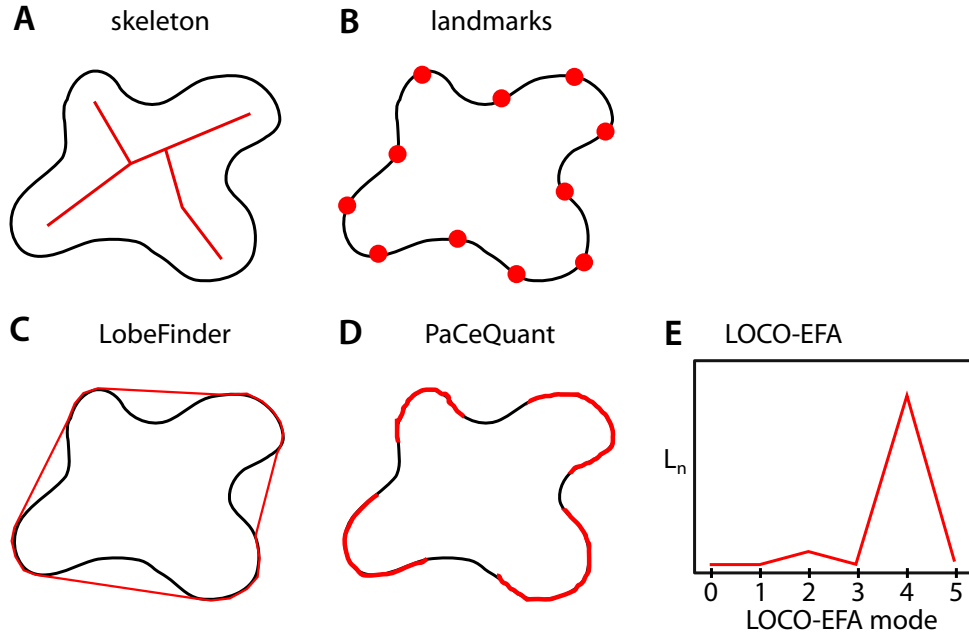 A skeleton
B landmarks
C LobeFinder
D PaCeQuant
E LOCO-EFA
Ln
0 1 2 3 4 5
LOCO-EFA mode